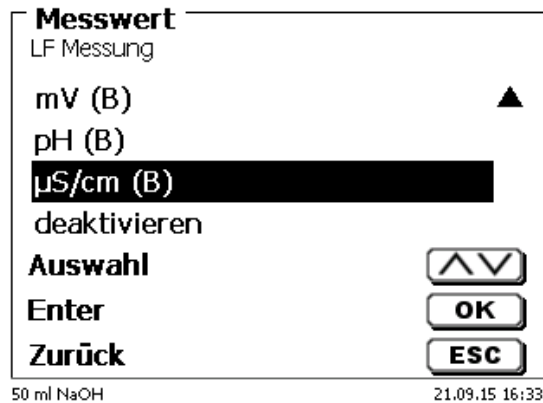 Messwert
LF Messung
mV (B)
pH (B)
µS/cm (B)
deaktivieren
Auswahl
Enter OK
Zurück ESC
50 ml NaOH 21.09.15 16:33